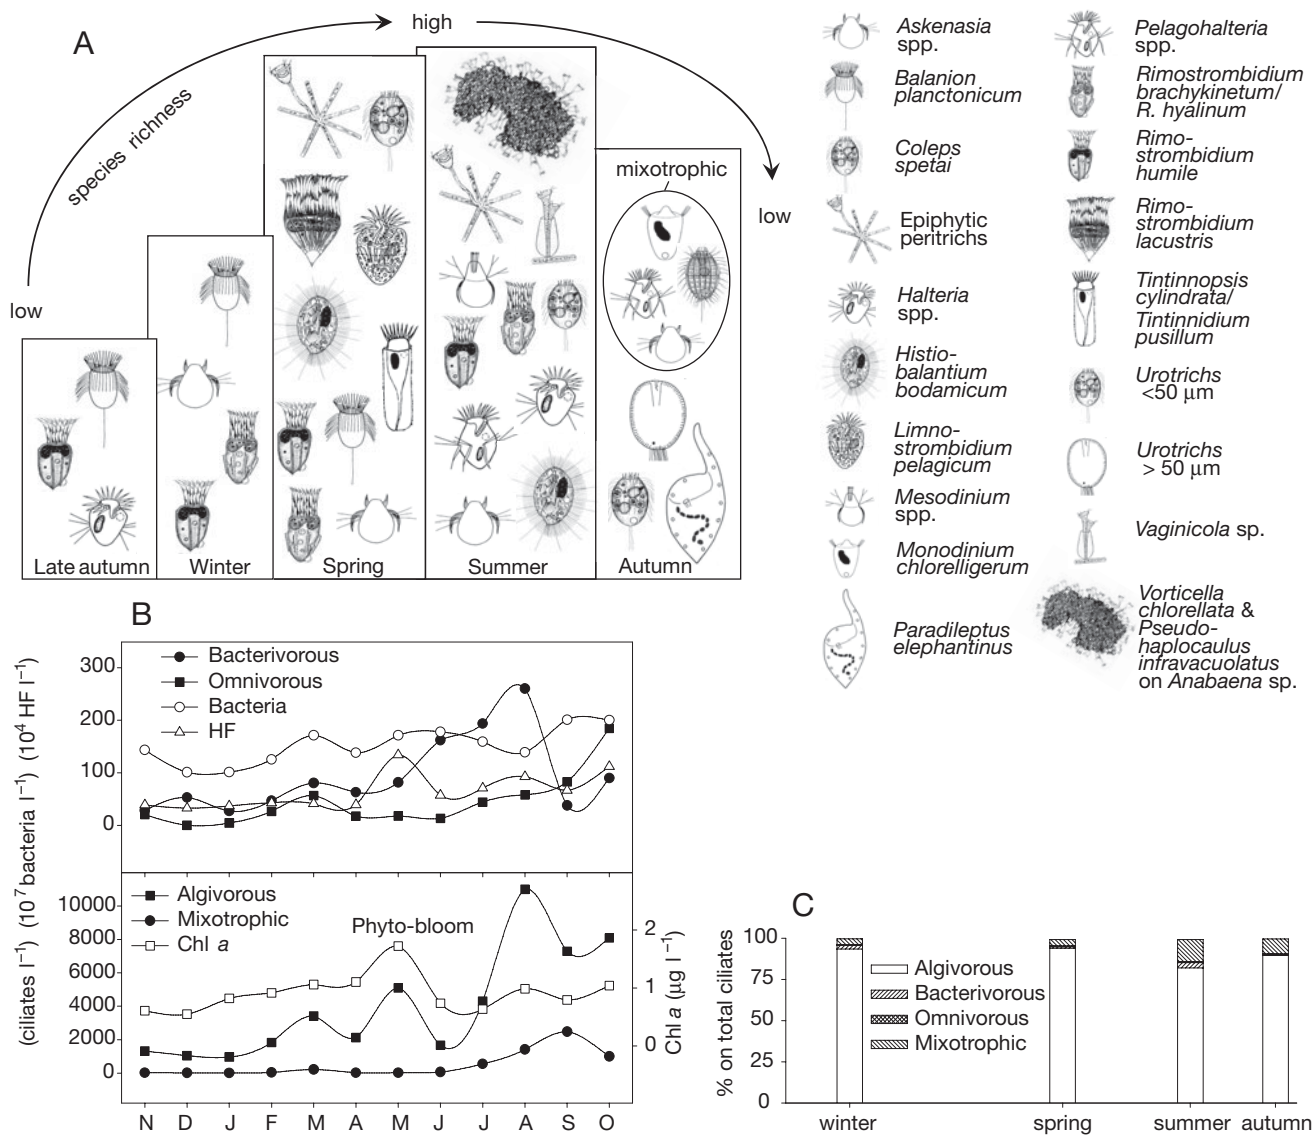 A
high
species richness
low
low
mixotrophic
Late autumn
Winter
Spring
Summer
Autumn
Askenasia
spp.
Balanion
planctonicum
Coleps
spetai
Epiphytic
peritrichs
Halteria
spp.
Histio-
balantium
bodamicum
Limno-
strombidium
pelagicum
Mesodinium
spp.
Monodinium
chlorelligerum
Paradileptus
elephantinus
Pelagohalteria
spp.
Rimostrombidium
brachykinetum/
R. hyalinum
Rimo-
strombidium
humile
Rimo-
strombidium
lacustris
Tintinnopsis
cylindrata/
Tintinnidium
pusillum
Urotrichs
<50 µm
Urotrichs
> 50 µm
Vaginicola sp.
Vorticella
chlorellata &
Pseudo-
haplocaulus
infravacuolatus
on Anabaena sp.
B
(ciliates l⁻¹) (10⁷ bacteria l⁻¹) (10⁴ HF l⁻¹)
300
200
100
0
Bacterivorous
Omnivorous
Bacteria
HF
10000
8000
6000
4000
2000
0
Algivorous
Mixotrophic
Chl a
Phyto-bloom
2
1
0
Chl a (µg l⁻¹)
N D J F M A M J J A S O
C
% on total ciliates
100
75
50
25
0
Algivorous
Bacterivorous
Omnivorous
Mixotrophic
winter spring summer autumn